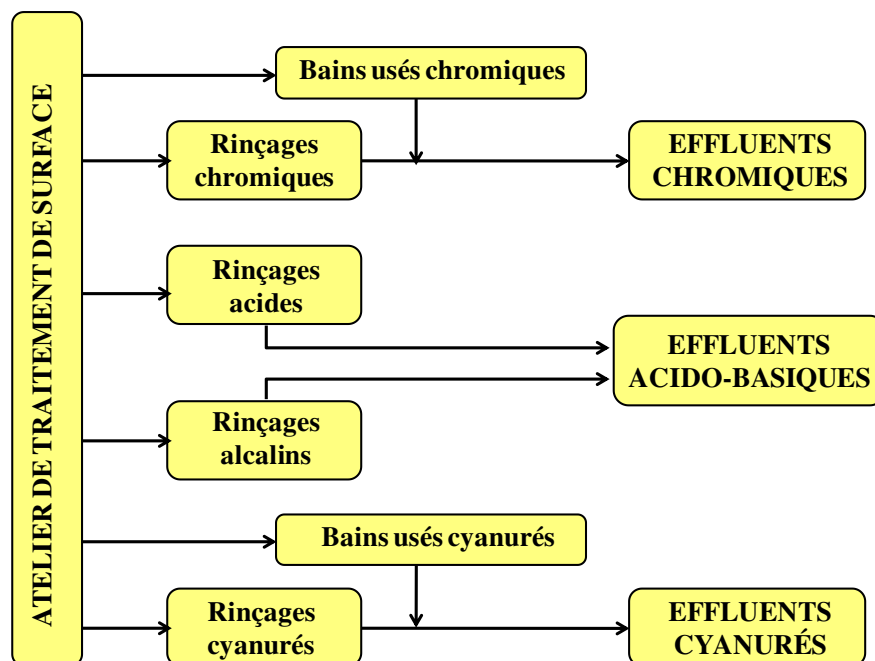 ATELIER DE TRAITEMENT DE SURFACE
Bains usés chromiques
Rinçages
chromiques
EFFLUENTS
CHROMIQUES
Rinçages
acides
EFFLUENTS
ACIDO-BASIQUES
Rinçages
alcalins
Bains usés cyanurés
Rinçages
cyanurés
EFFLUENTS
CYANURÉS